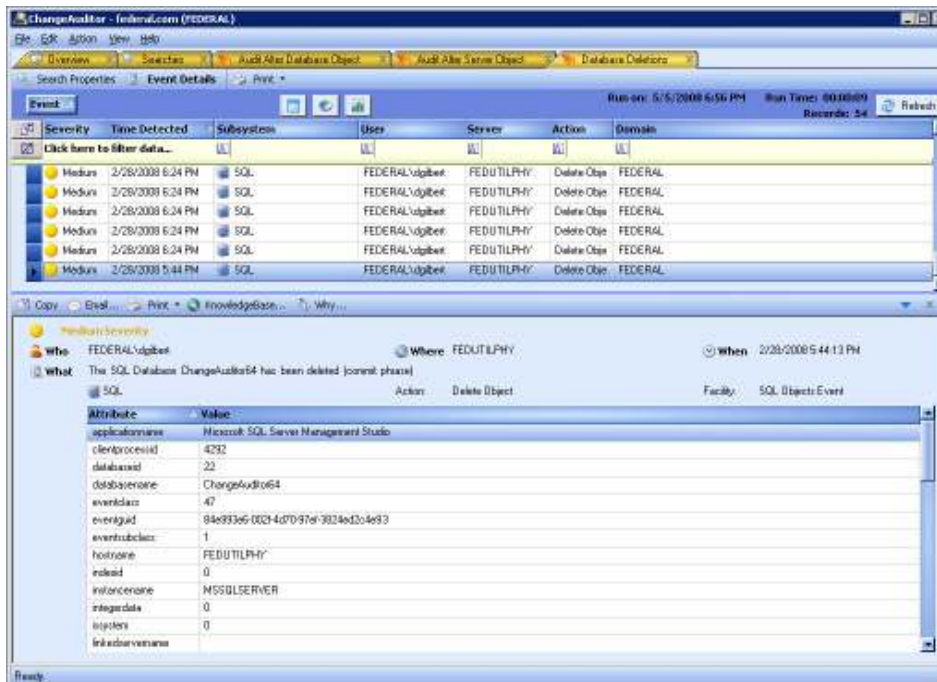 ChangeAuditor - federal.com (FEDERAL)
File Edit Action View Help
Overview Searches Audit Alter Database Object Audit Alter Server Object Database Deletions
Search Properties Event Details Print
Event Run on: 5/5/2008 6:56 PM Run Time: 00:00:09 Refresh
Records: 54
Severity Time Detected Subsystem User Server Action Domain
Click here to filter data...
Medium 2/28/2008 6:24 PM SQL FEDERAL\dgilbert FEDUTILPHY Delete Obje FEDERAL
Medium 2/28/2008 6:24 PM SQL FEDERAL\dgilbert FEDUTILPHY Delete Obje FEDERAL
Medium 2/28/2008 6:24 PM SQL FEDERAL\dgilbert FEDUTILPHY Delete Obje FEDERAL
Medium 2/28/2008 6:24 PM SQL FEDERAL\dgilbert FEDUTILPHY Delete Obje FEDERAL
Medium 2/28/2008 6:24 PM SQL FEDERAL\dgilbert FEDUTILPHY Delete Obje FEDERAL
Medium 2/28/2008 5:44 PM SQL FEDERAL\dgilbert FEDUTILPHY Delete Obje FEDERAL
Copy Email... Print KnowledgeBase... Why...
Medium Severity
Who FEDERAL\dgilbert Where FEDUTILPHY When 2/28/2008 5:44:13 PM
What The SQL Database ChangeAuditor64 has been deleted (commit phrase)
SQL Action: Delete Object Facility: SQL Objects Event
Attribute Value
applicationname Microsoft SQL Server Management Studio
clientprocessid 4292
databaseid 22
databasename ChangeAuditor64
eventclass 47
eventguid
eventsubclass 1
hostname FEDUTILPHY
indexid 0
instancename MSSQLSERVER
integerdata 0
issystem 0
linkedservername
Ready